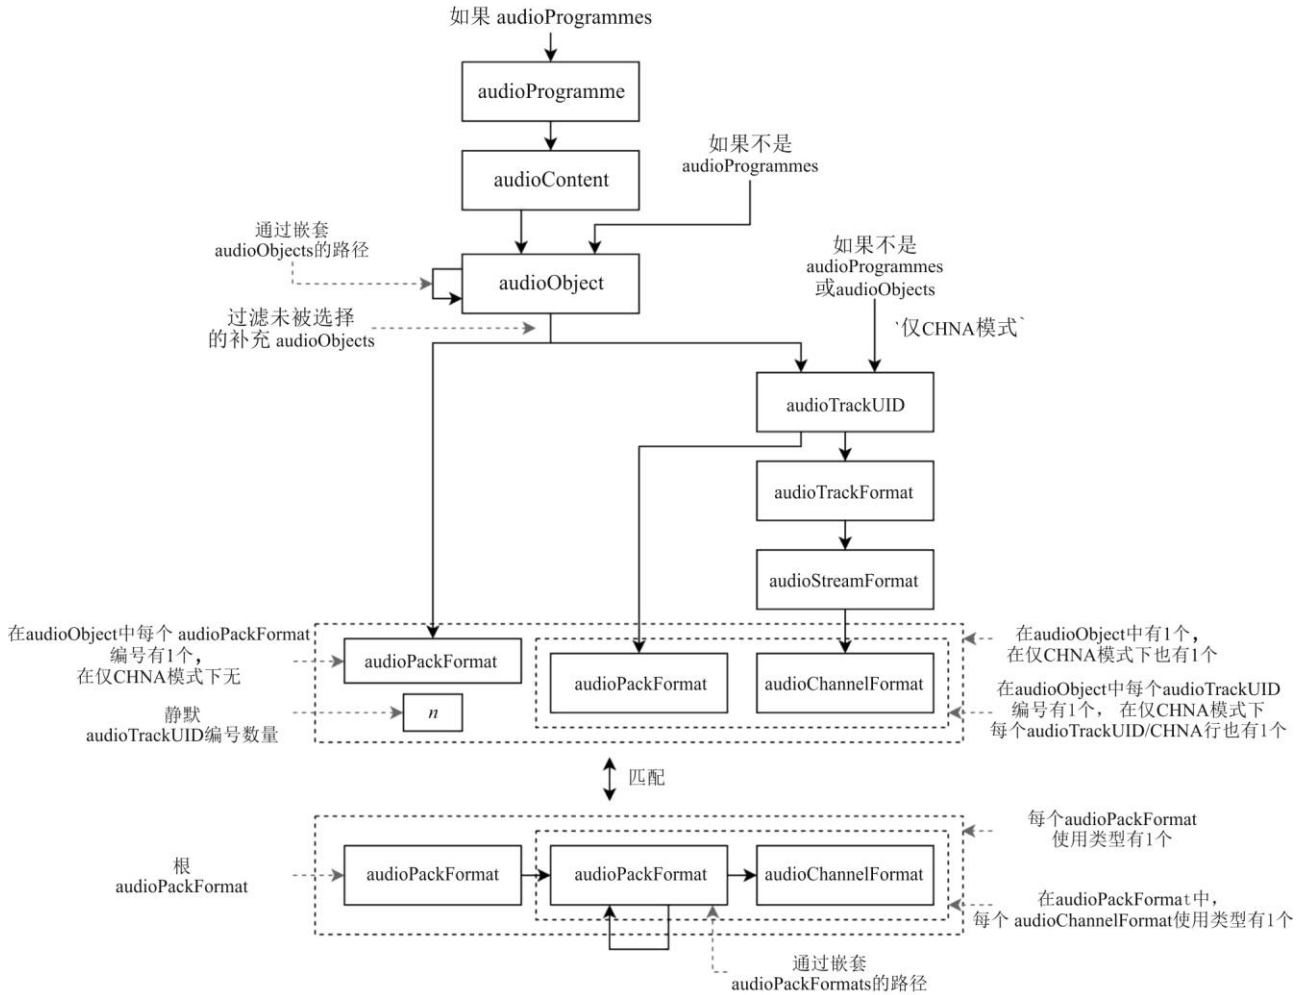 如果 audioProgrammes
audioProgramme
audioContent
如果不是
audioProgrammes
通过嵌套
audioObjects的路径
audioObject
如果不是
audioProgrammes
或audioObjects
过滤未被选择
的补充 audioObjects
`仅CHNA模式`
audioTrackUID
audioTrackFormat
audioStreamFormat
在audioObject中每个 audioPackFormat
编号有1个,
在仅CHNA模式下无
audioPackFormat
audioPackFormat
audioChannelFormat
在audioObject中有1个,
在仅CHNA模式下也有1个
静默
audioTrackUID编号数量
n
在audioObject中每个audioTrackUID
编号有1个, 在仅CHNA模式下
每个audioTrackUID/CHNA行也有1个
匹配
每个audioPackFormat
使用类型有1个
根
audioPackFormat
audioPackFormat
audioPackFormat
audioChannelFormat
在audioPackFormat中,
每个 audioChannelFormat使用类型有1个
通过嵌套
audioPackFormats的路径